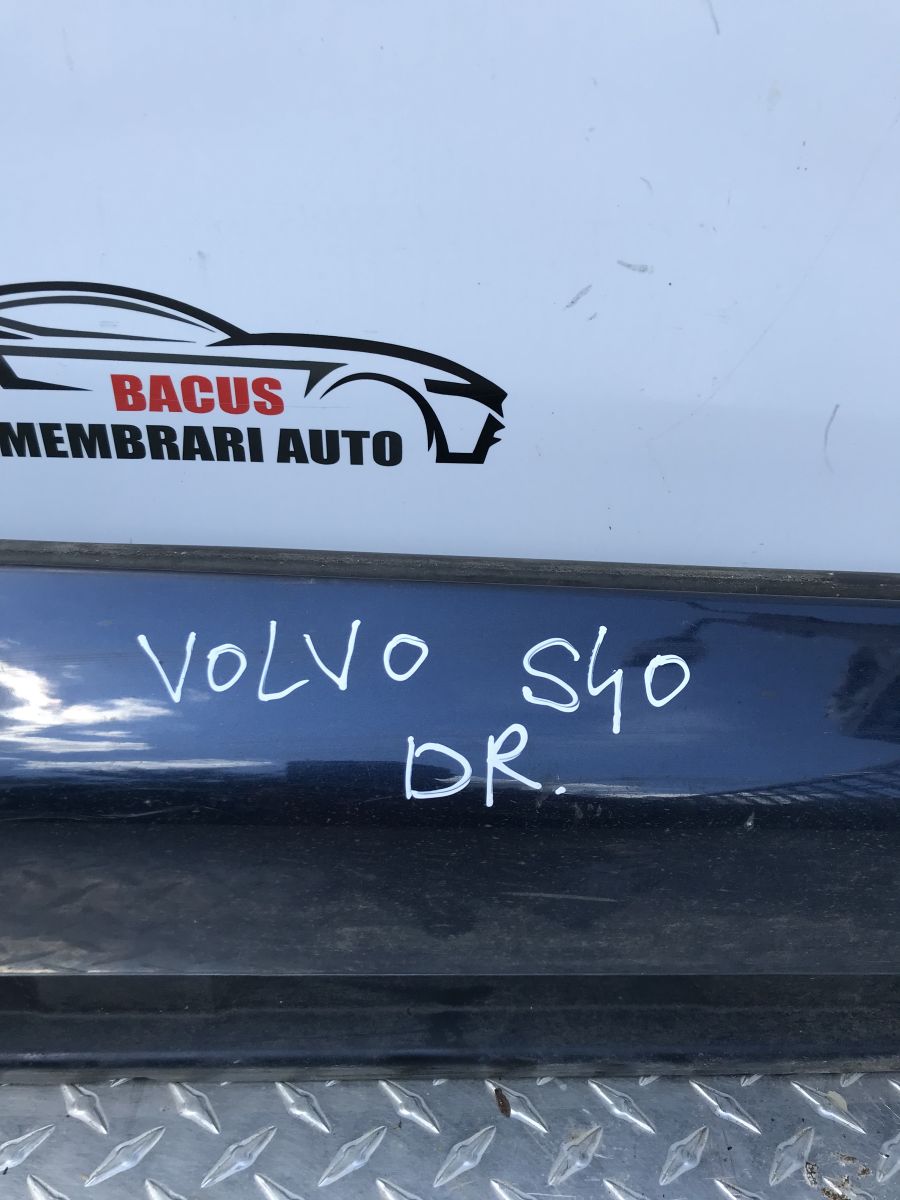 BACUS
MEMBRARI AUTO
VOLVO S40
DR.